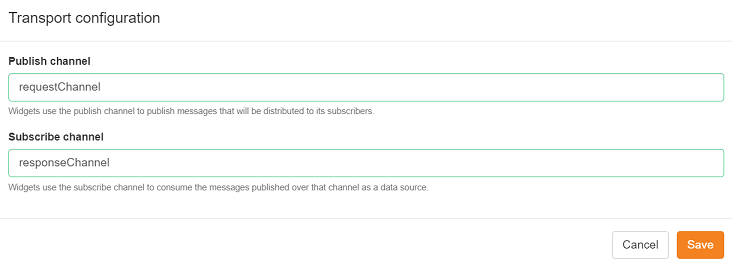 Transport configuration
Publish channel
requestChannel
Widgets use the publish channel to publish messages that will be distributed to its subscribers.
Subscribe channel
responseChannel
Widgets use the subscribe channel to consume the messages published over that channel as a data source.
Cancel Save